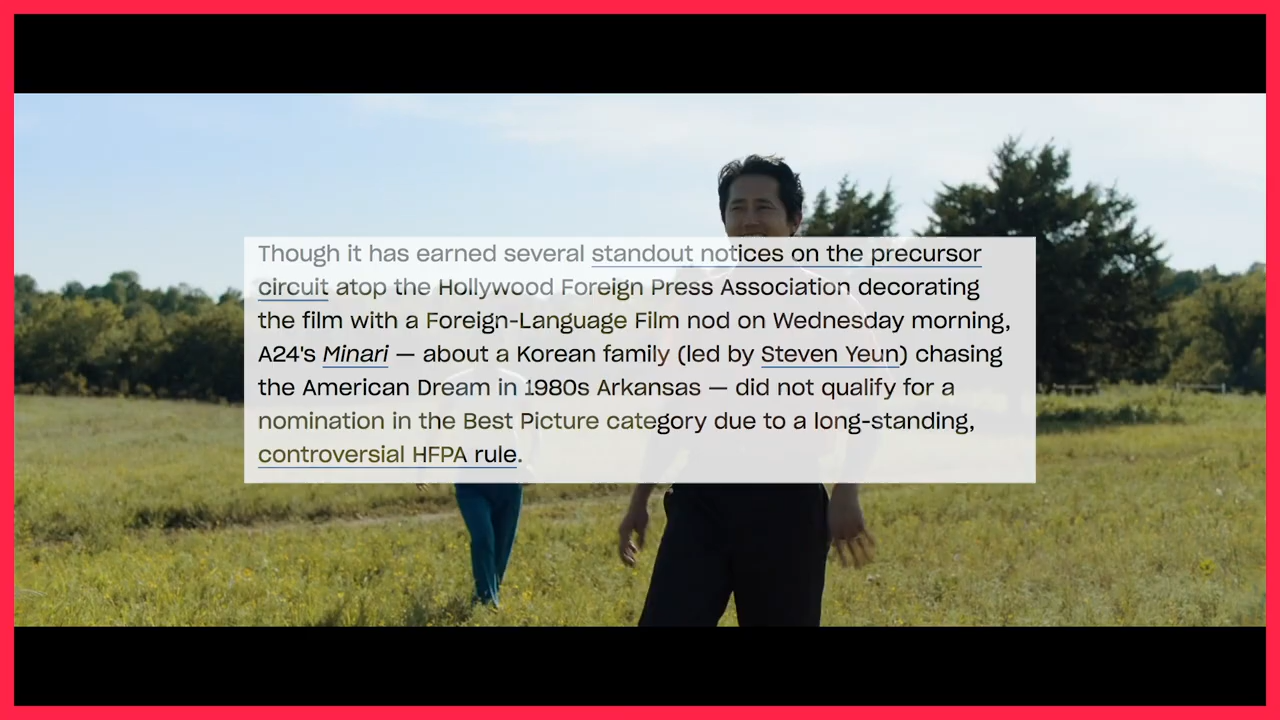 Though it has earned several standout notices on the precursor
circuit atop the Hollywood Foreign Press Association decorating
the film with a Foreign-Language Film nod on Wednesday morning,
A24's Minari — about a Korean family (led by Steven Yeun) chasing
the American Dream in 1980s Arkansas — did not qualify for a
nomination in the Best Picture category due to a long-standing,
controversial HFPA rule.